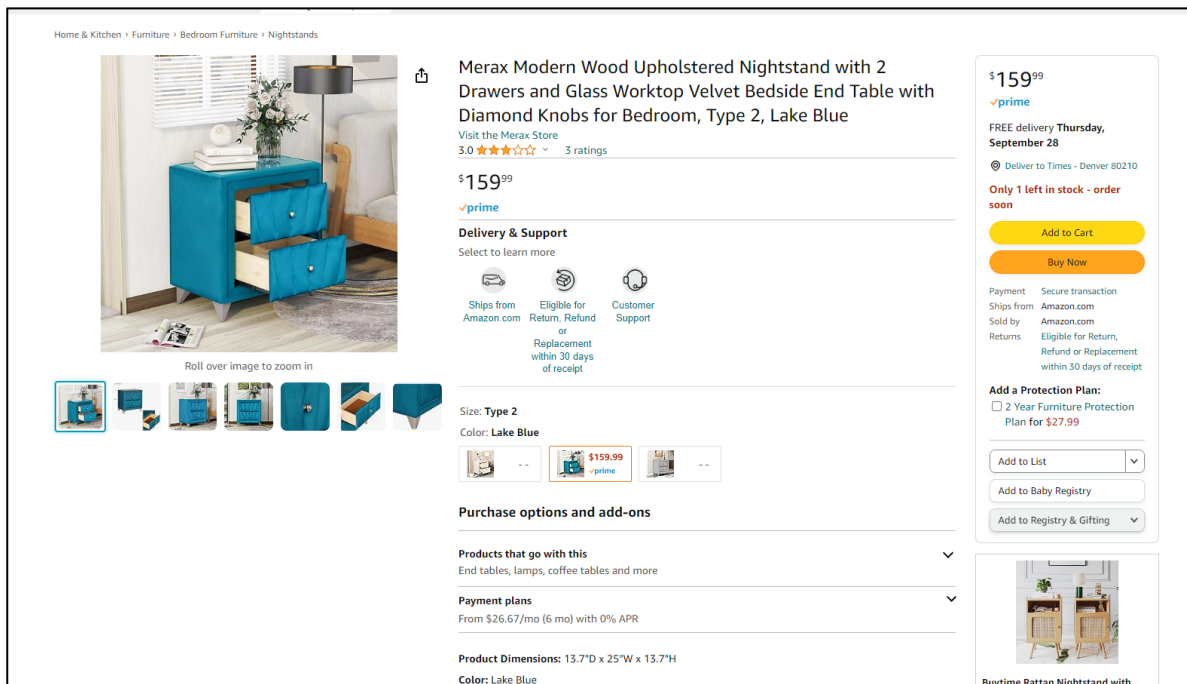 Home & Kitchen › Furniture › Bedroom Furniture › Nightstands
Roll over image to zoom in
Merax Modern Wood Upholstered Nightstand with 2
Drawers and Glass Worktop Velvet Bedside End Table with
Diamond Knobs for Bedroom, Type 2, Lake Blue
Visit the Merax Store
3.0
3 ratings
$159⁹⁹
prime
Delivery & Support
Select to learn more
Ships from
Amazon.com
Eligible for
Return, Refund
or
Replacement
within 30 days
of receipt
Customer
Support
Size: Type 2
Color: Lake Blue
- -
$159.99
prime
- -
Purchase options and add-ons
Products that go with this
End tables, lamps, coffee tables and more
Payment plans
From $26.67/mo (6 mo) with 0% APR
Product Dimensions: 13.7"D x 25"W x 13.7"H
Color: Lake Blue
$159⁹⁹
prime
FREE delivery Thursday,
September 28
Deliver to Times - Denver 80210
Only 1 left in stock - order
soon
Add to Cart
Buy Now
Payment Secure transaction
Ships from Amazon.com
Sold by Amazon.com
Returns Eligible for Return,
Refund or Replacement
within 30 days of receipt
Add a Protection Plan:
2 Year Furniture Protection
Plan for $27.99
Add to List
Add to Baby Registry
Add to Registry & Gifting
Buytime Rattan Nightstand with